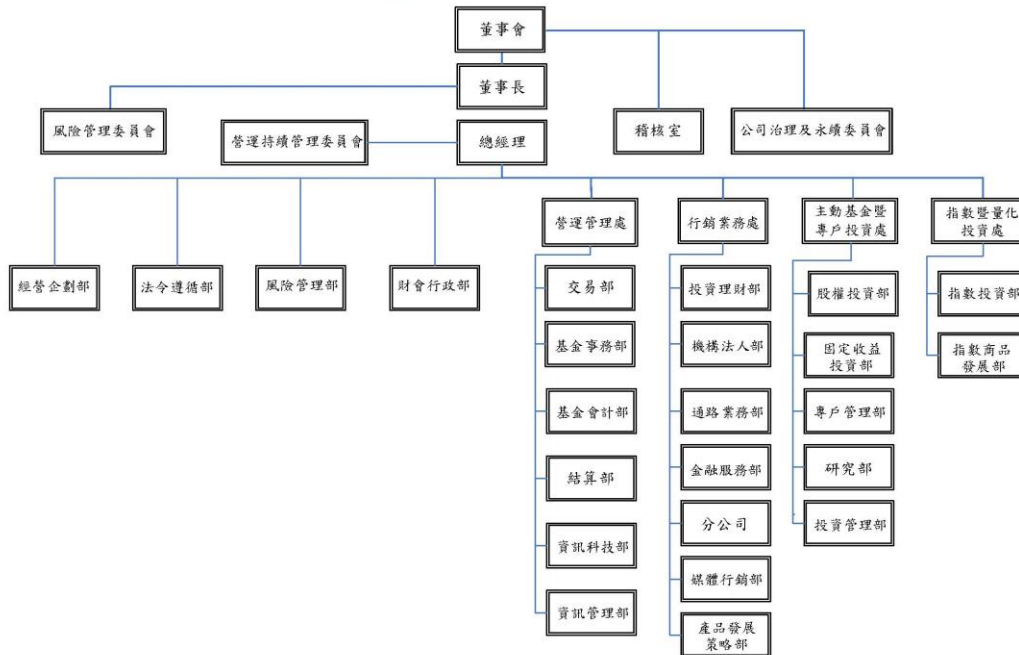 董事會
董事長
風險管理委員會
營運持續管理委員會
總經理
稽核室
公司治理及永續委員會
經營企劃部
法令遵循部
風險管理部
財會行政部
營運管理處
交易部
基金事務部
基金會計部
結算部
資訊科技部
資訊管理部
行銷業務處
投資理財部
機構法人部
通路業務部
金融服務部
分公司
媒體行銷部
產品發展
策略部
主動基金暨
專戶投資處
股權投資部
固定收益
投資部
專戶管理部
研究部
投資管理部
指數暨量化
投資處
指數投資部
指數商品
發展部